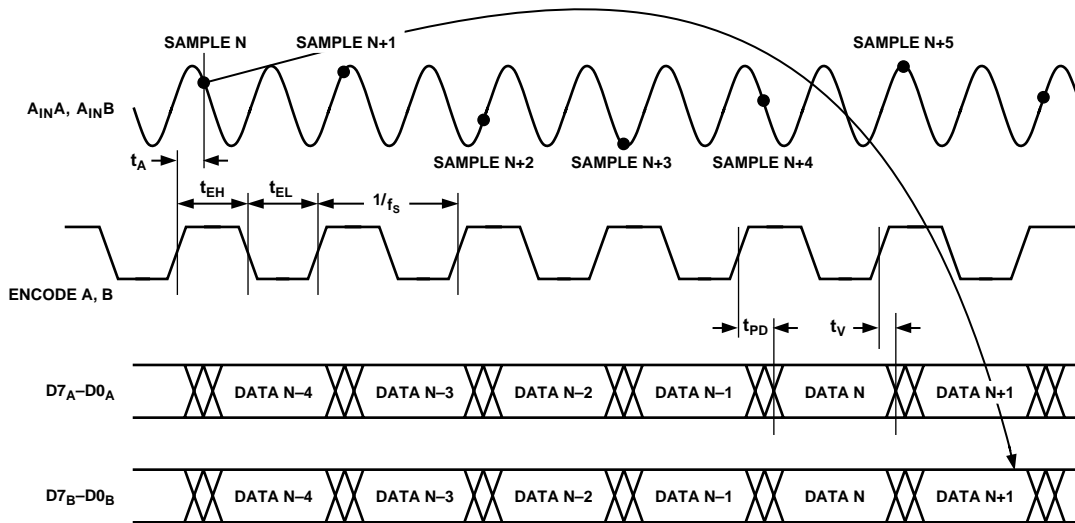 SAMPLE N
SAMPLE N+1
SAMPLE N+5
AINA, AINB
SAMPLE N+2
SAMPLE N+3
SAMPLE N+4
tA
tEH
tEL
1/fS
ENCODE A, B
tPD
tV
D7A–D0A
DATA N–4
DATA N–3
DATA N–2
DATA N–1
DATA N
DATA N+1
D7B–D0B
DATA N–4
DATA N–3
DATA N–2
DATA N–1
DATA N
DATA N+1